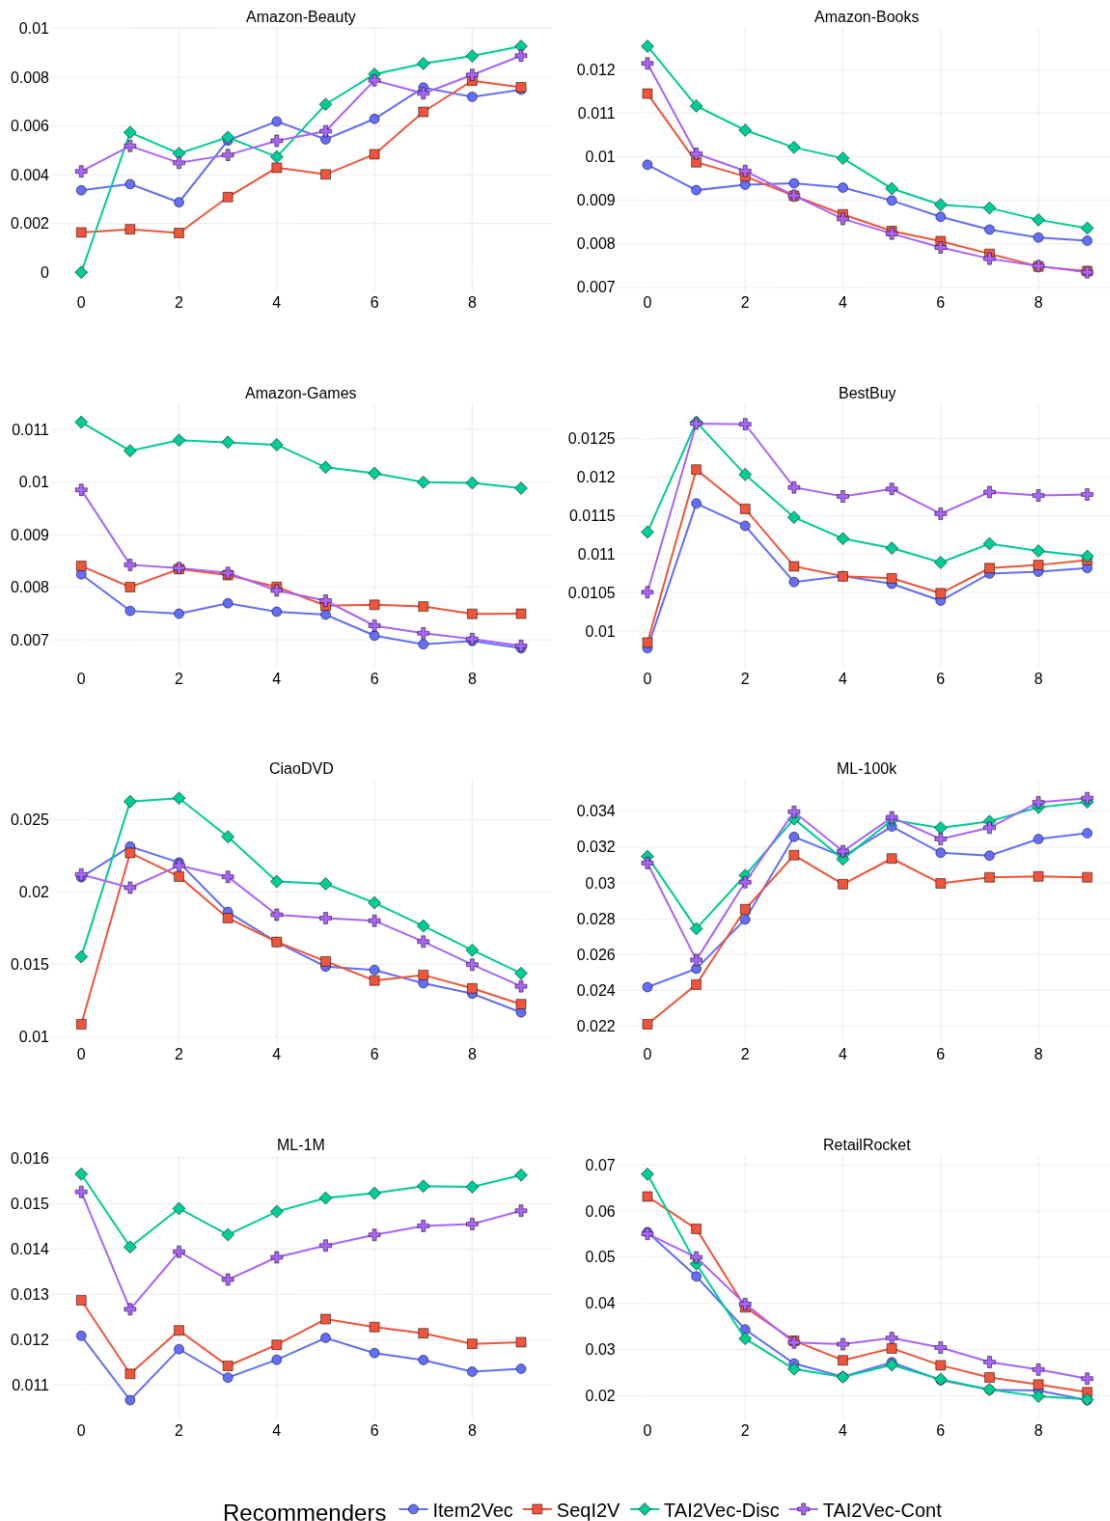 Amazon-Beauty
0.01
0.008
0.006
0.004
0.002
0
0 2 4 6 8
Amazon-Books
0.012
0.011
0.01
0.009
0.008
0.007
0 2 4 6 8
Amazon-Games
0.011
0.01
0.009
0.008
0.007
0 2 4 6 8
BestBuy
0.0125
0.012
0.0115
0.011
0.0105
0.01
0 2 4 6 8
CiaoDVD
0.025
0.02
0.015
0.01
0 2 4 6 8
ML-100k
0.034
0.032
0.03
0.028
0.026
0.024
0.022
0 2 4 6 8
ML-1M
0.016
0.015
0.014
0.013
0.012
0.011
0 2 4 6 8
RetailRocket
0.07
0.06
0.05
0.04
0.03
0.02
0 2 4 6 8
Recommenders Item2Vec SeqI2V TAI2Vec-Disc TAI2Vec-Cont